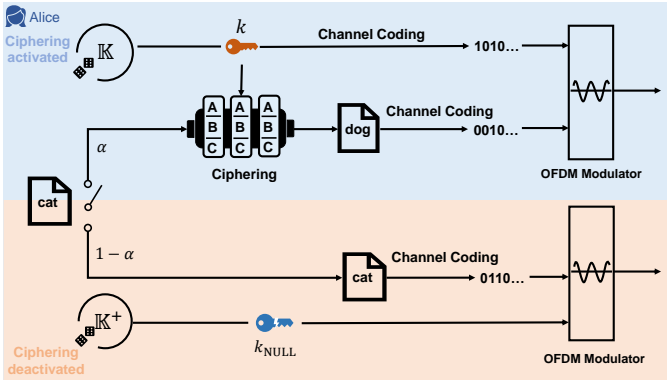 Alice
Ciphering
activated
𝕂
k
Channel Coding
1010...
A A A
B B B
C C C
Ciphering
dog
Channel Coding
0010...
OFDM Modulator
α
cat
1 − α
cat
Channel Coding
0110...
𝕂⁺
k_NULL
Ciphering
deactivated
OFDM Modulator